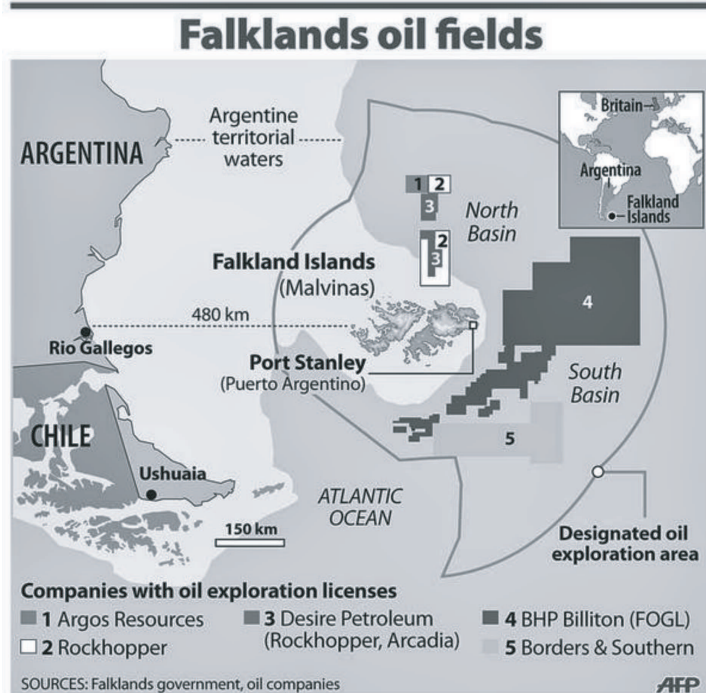 Falklands oil fields
Argentine
territorial
waters
ARGENTINA
Britain
Argentina
Falkland
Islands
1
2
3
North
Basin
2
3
Falkland Islands
(Malvinas)
4
480 km
Rio Gallegos
Port Stanley
(Puerto Argentino)
South
Basin
CHILE
5
Ushuaia
ATLANTIC
OCEAN
150 km
Designated oil
exploration area
Companies with oil exploration licenses
1 Argos Resources
2 Rockhopper
3 Desire Petroleum
(Rockhopper, Arcadia)
4 BHP Billiton (FOGL)
5 Borders & Southern
SOURCES: Falklands government, oil companies
AFP